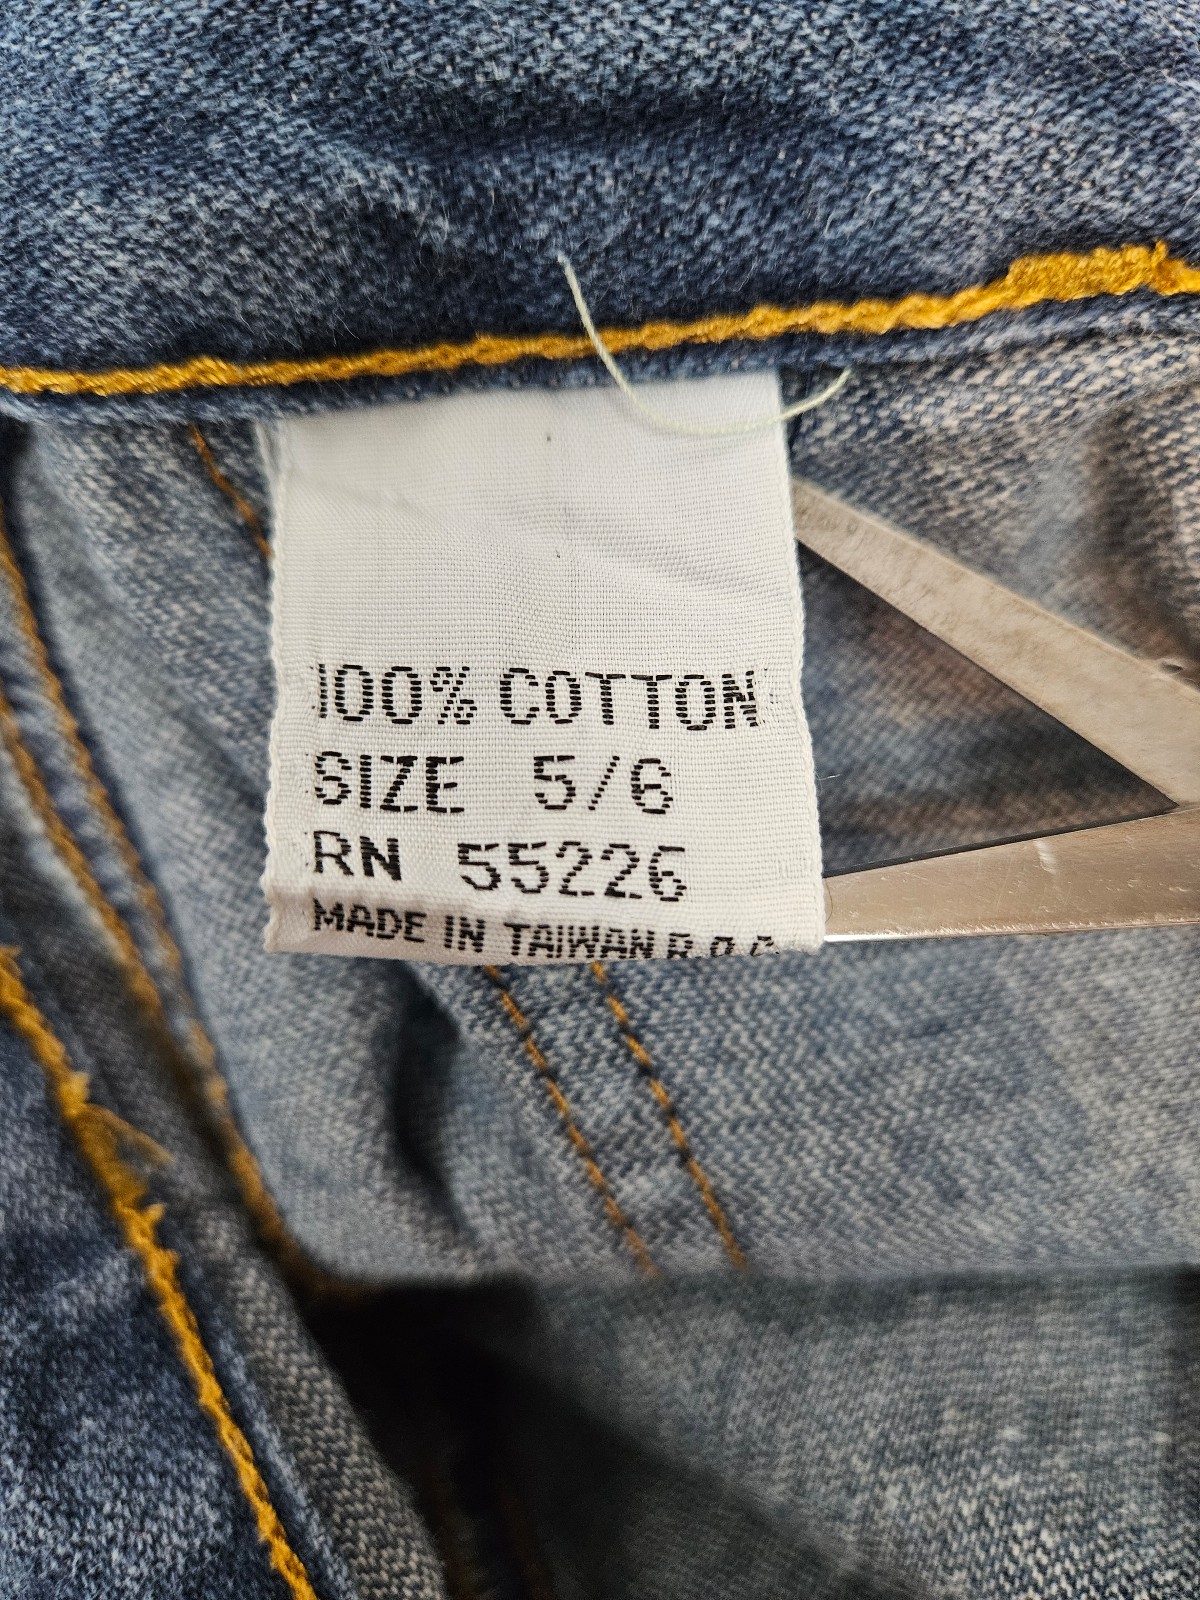 100% COTTON
SIZE 5/6
RN 55226
MADE IN TAIWAN R.O.C.